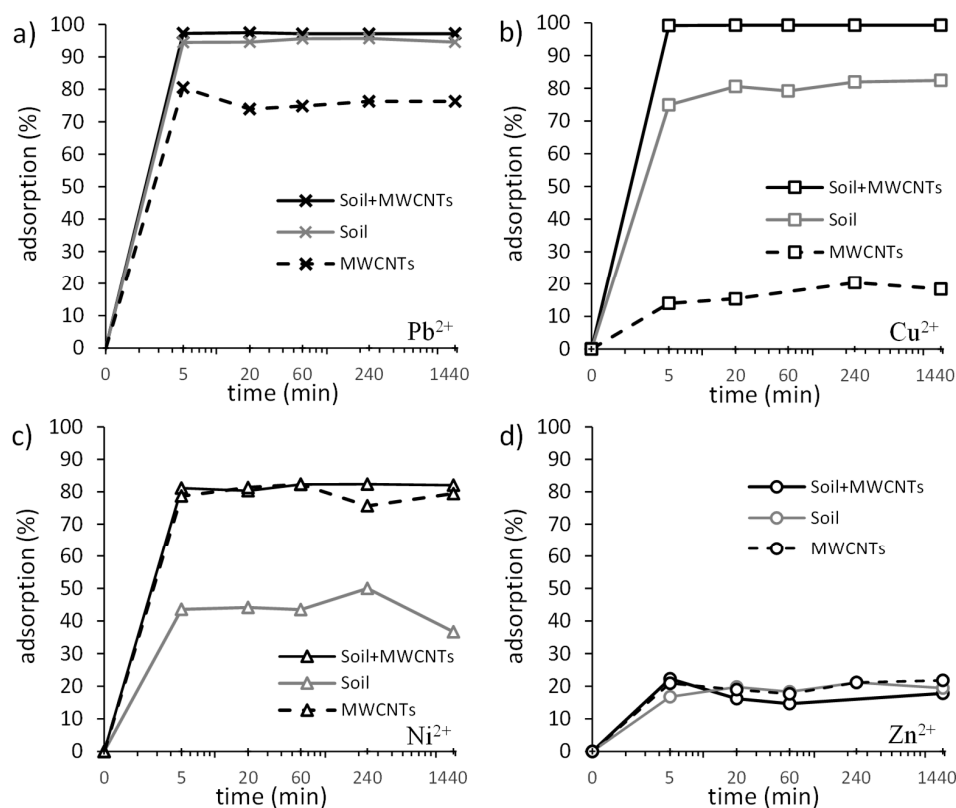 a)
100
90
80
70
60
50
40
30
20
10
0
adsorption (%)
Soil+MWCNTs
Soil
MWCNTs
Pb²⁺
0 5 20 60 240 1440
time (min)
b)
100
90
80
70
60
50
40
30
20
10
0
adsorption (%)
Soil+MWCNTs
Soil
MWCNTs
Cu²⁺
0 5 20 60 240 1440
time (min)
c)
100
90
80
70
60
50
40
30
20
10
0
adsorption (%)
Soil+MWCNTs
Soil
MWCNTs
Ni²⁺
0 5 20 60 240 1440
time (min)
d)
100
90
80
70
60
50
40
30
20
10
0
adsorption (%)
Soil+MWCNTs
Soil
MWCNTs
Zn²⁺
0 5 20 60 240 1440
time (min)